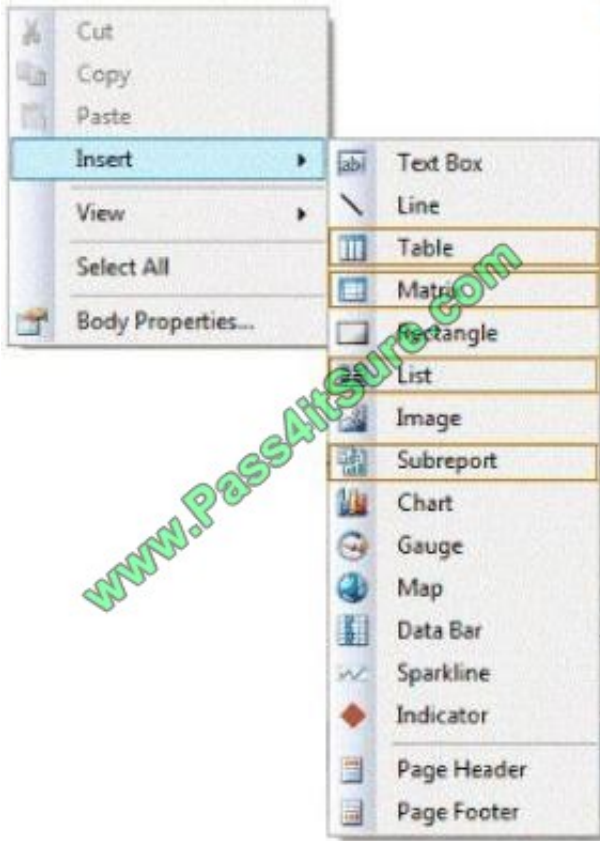 Cut
Copy
Paste
Insert
View
Select All
Body Properties...
Text Box
Line
Table
Matrix
Rectangle
List
Image
Subreport
Chart
Gauge
Map
Data Bar
Sparkline
Indicator
Page Header
Page Footer
www.Pass4itSure.com